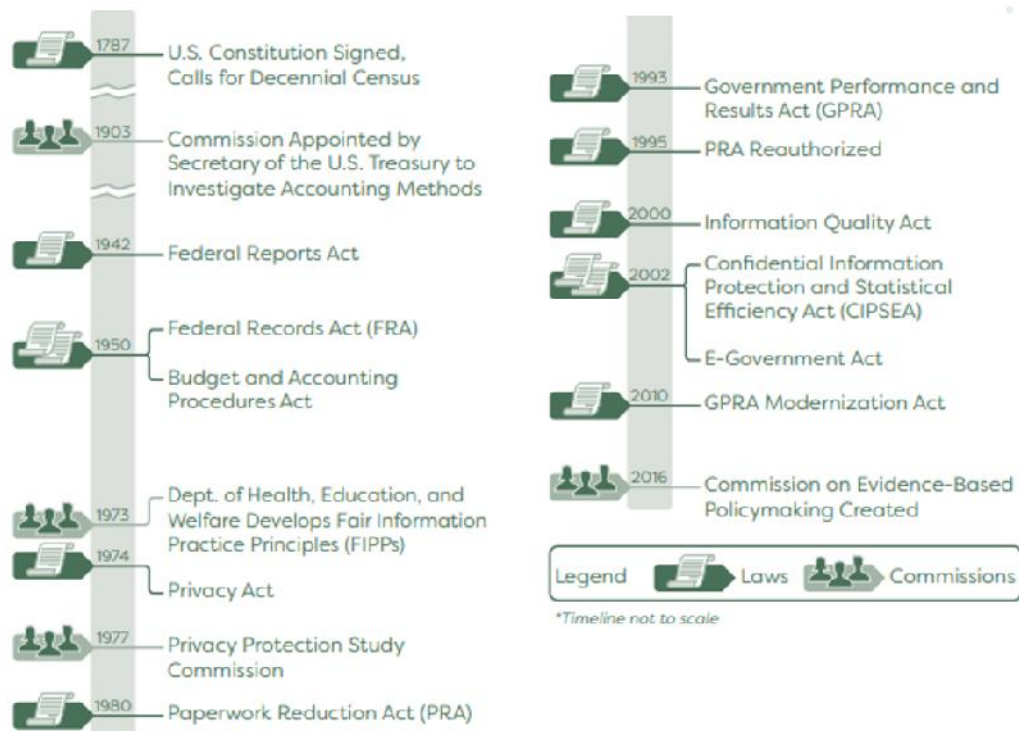 1787
U.S. Constitution Signed,
Calls for Decennial Census
1903
Commission Appointed by
Secretary of the U.S. Treasury to
Investigate Accounting Methods
1942
Federal Reports Act
Federal Records Act (FRA)
1950
Budget and Accounting
Procedures Act
Dept. of Health, Education, and
1973
Welfare Develops Fair Information
Practice Principles (FIPPs)
1974
Privacy Act
1977
Privacy Protection Study
Commission
1980
Paperwork Reduction Act (PRA)
1993
Government Performance and
Results Act (GPRA)
1995
PRA Reauthorized
2000
Information Quality Act
2002
Confidential Information
Protection and Statistical
Efficiency Act (CIPSEA)
E-Government Act
2010
GPRA Modernization Act
2016
Commission on Evidence-Based
Policymaking Created
Legend
Laws
Commissions
*Timeline not to scale